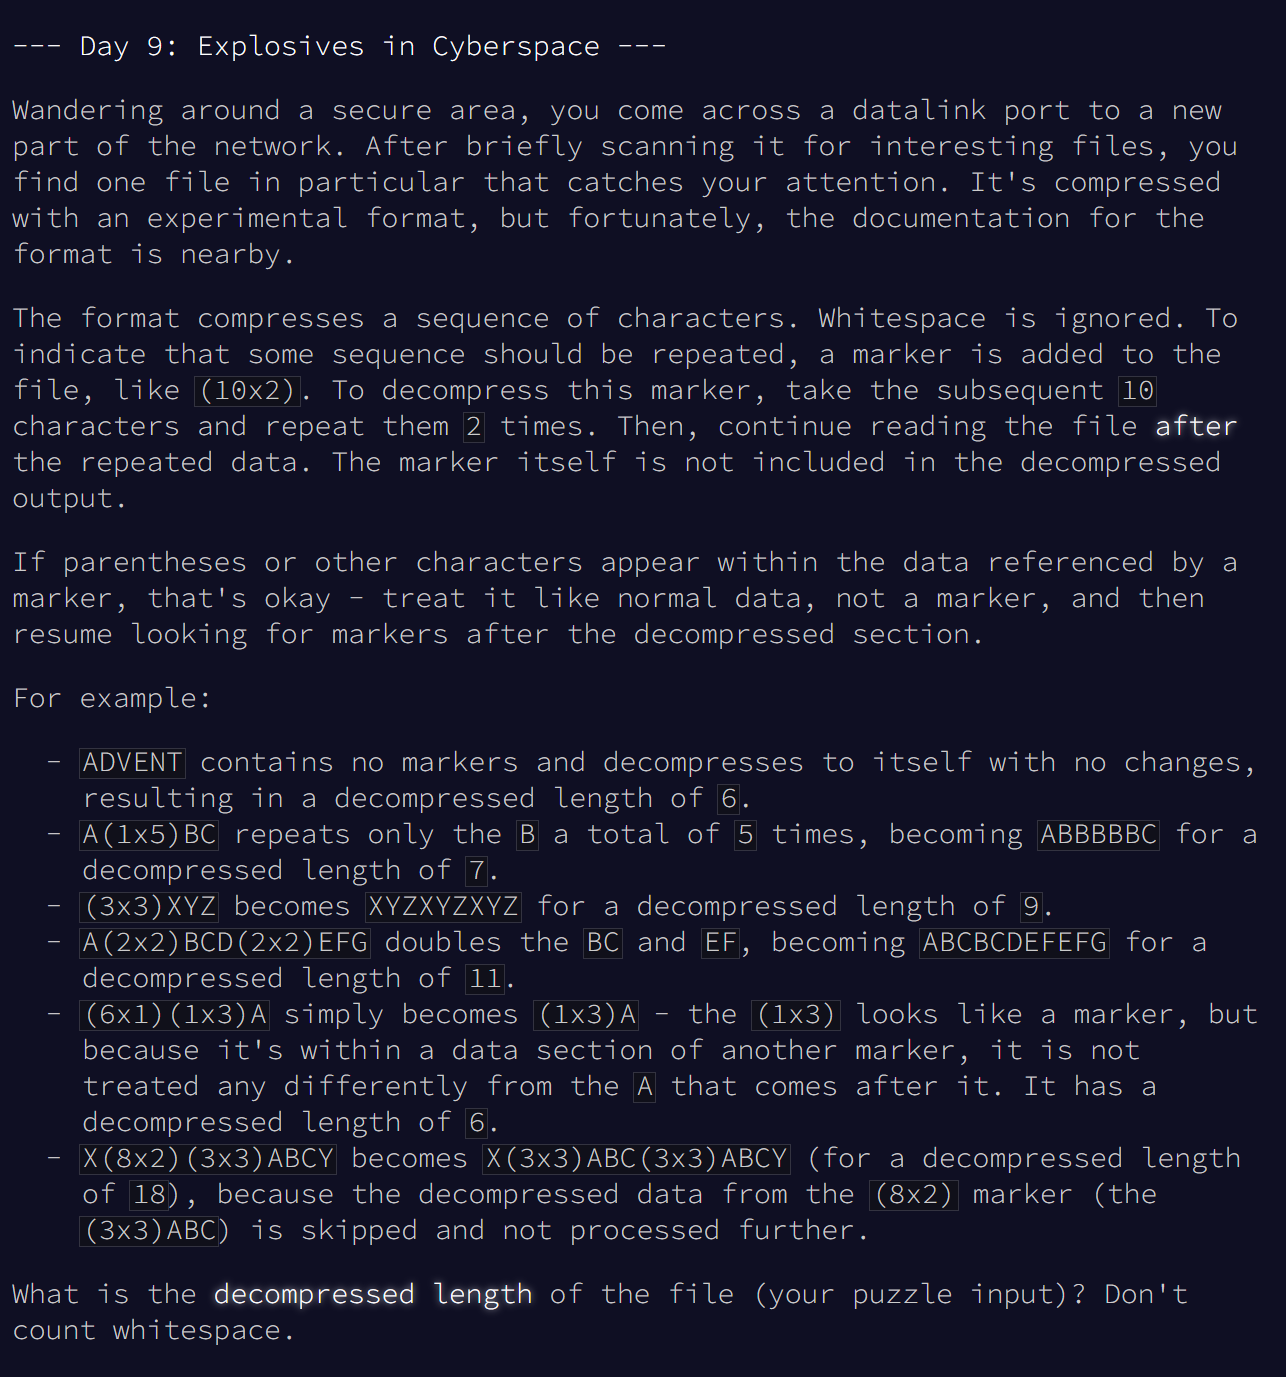 --- Day 9: Explosives in Cyberspace ---
Wandering around a secure area, you come across a datalink port to a new
part of the network. After briefly scanning it for interesting files, you
find one file in particular that catches your attention. It's compressed
with an experimental format, but fortunately, the documentation for the
format is nearby.
The format compresses a sequence of characters. Whitespace is ignored. To
indicate that some sequence should be repeated, a marker is added to the
file, like (10x2). To decompress this marker, take the subsequent 10
characters and repeat them 2 times. Then, continue reading the file after
the repeated data. The marker itself is not included in the decompressed
output.
If parentheses or other characters appear within the data referenced by a
marker, that's okay - treat it like normal data, not a marker, and then
resume looking for markers after the decompressed section.
For example:
- ADVENT contains no markers and decompresses to itself with no changes,
resulting in a decompressed length of 6.
- A(1x5)BC repeats only the B a total of 5 times, becoming ABBBBBC for a
decompressed length of 7.
- (3x3)XYZ becomes XYZXYZXYZ for a decompressed length of 9.
- A(2x2)BCD(2x2)EFG doubles the BC and EF, becoming ABCBCDEFEFG for a
decompressed length of 11.
- (6x1)(1x3)A simply becomes (1x3)A - the (1x3) looks like a marker, but
because it's within a data section of another marker, it is not
treated any differently from the A that comes after it. It has a
decompressed length of 6.
- X(8x2)(3x3)ABCY becomes X(3x3)ABC(3x3)ABCY (for a decompressed length
of 18), because the decompressed data from the (8x2) marker (the
(3x3)ABC) is skipped and not processed further.
What is the decompressed length of the file (your puzzle input)? Don't
count whitespace.